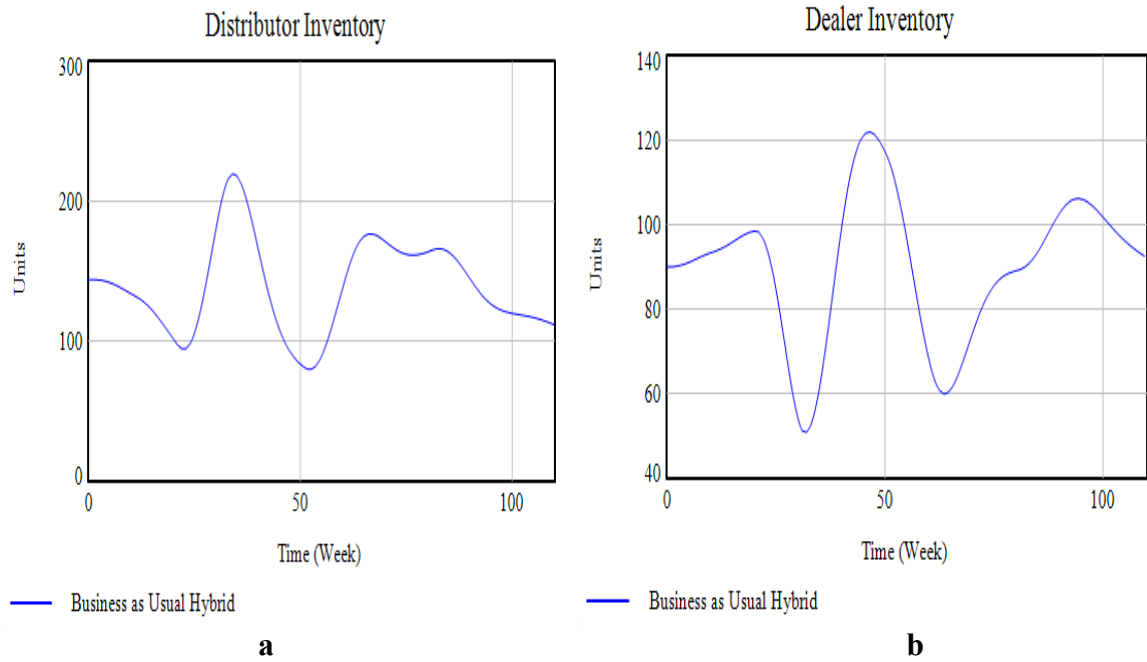 Distributor Inventory
300
200
100
0
Units
0 50 100
Time (Week)
Business as Usual Hybrid
a
Dealer Inventory
140
120
100
80
60
40
Units
0 50 100
Time (Week)
Business as Usual Hybrid
b